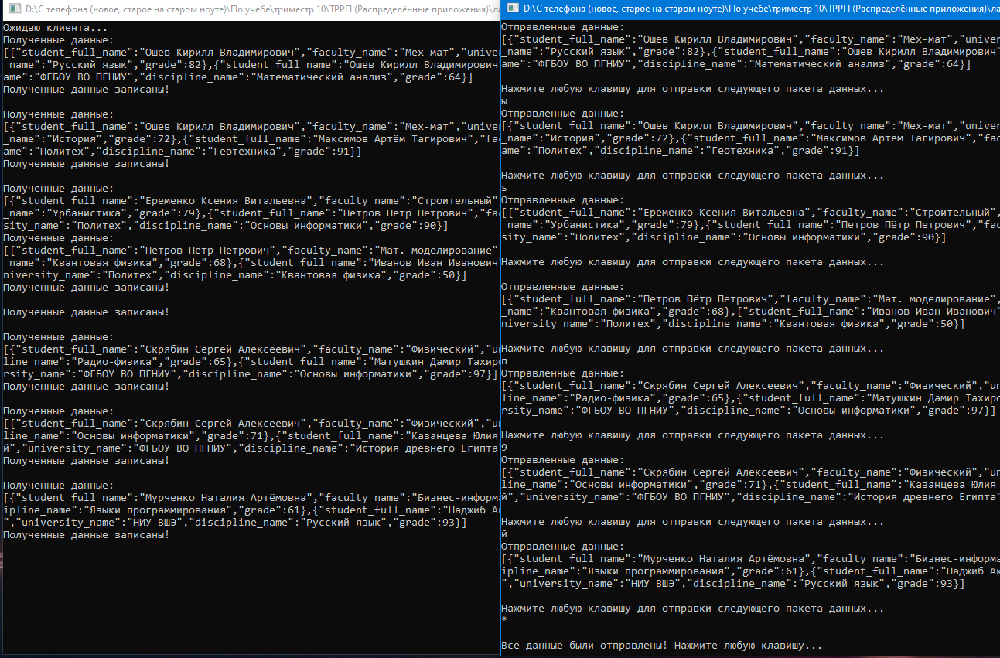 D:\С телефона (новое, старое на старом ноуте)\По учебе\триместр 10\ТРРП (Распределённые приложения)\ла
Ожидаю клиента...
Полученные данные:
[{"student_full_name":"Ошев Кирилл Владимирович","faculty_name":"Мех-мат","univer
_name":"Русский язык","grade":82},{"student_full_name":"Ошев Кирилл Владимирович"
ame":"ФГБОУ ВО ПГНИУ","discipline_name":"Математический анализ","grade":64}]
Полученные данные записаны!
Полученные данные:
[{"student_full_name":"Ошев Кирилл Владимирович","faculty_name":"Мех-мат","univer
_name":"История","grade":72},{"student_full_name":"Максимов Артём Тагирович","fac
ame":"Политех","discipline_name":"Геотехника","grade":91}]
Полученные данные записаны!
Полученные данные:
[{"student_full_name":"Еременко Ксения Витальевна","faculty_name":"Строительный",
_name":"Урбанистика","grade":79},{"student_full_name":"Петров Пётр Петрович","fac
sity_name":"Политех","discipline_name":"Основы информатики","grade":90}]
Полученные данные:
[{"student_full_name":"Петров Пётр Петрович","faculty_name":"Мат. моделирование",
_name":"Квантовая физика","grade":68},{"student_full_name":"Иванов Иван Иванович"
niversity_name":"Политех","discipline_name":"Квантовая физика","grade":50}]
Полученные данные записаны!
Полученные данные записаны!
Полученные данные:
[{"student_full_name":"Скрябин Сергей Алексеевич","faculty_name":"Физический","un
line_name":"Радио-физика","grade":65},{"student_full_name":"Матушкин Дамир Тахиро
rsity_name":"ФГБОУ ВО ПГНИУ","discipline_name":"Основы информатики","grade":97}]
Полученные данные записаны!
Полученные данные:
[{"student_full_name":"Скрябин Сергей Алексеевич","faculty_name":"Физический","un
line_name":"Основы информатики","grade":71},{"student_full_name":"Казанцева Юлия
й","university_name":"ФГБОУ ВО ПГНИУ","discipline_name":"История древнего Египта"
Полученные данные записаны!
Полученные данные:
[{"student_full_name":"Мурченко Наталия Артёмовна","faculty_name":"Бизнес-информа
ipline_name":"Языки программирования","grade":61},{"student_full_name":"Наджиб Ак
","university_name":"НИУ ВШЭ","discipline_name":"Русский язык","grade":93}]
Полученные данные записаны!
D:\С телефона (новое, старое на старом ноуте)\По учебе\триместр 10\ТРРП (Распределённые приложения)\ла
Отправленные данные:
[{"student_full_name":"Ошев Кирилл Владимирович","faculty_name":"Мех-мат","univer
_name":"Русский язык","grade":82},{"student_full_name":"Ошев Кирилл Владимирович"
ame":"ФГБОУ ВО ПГНИУ","discipline_name":"Математический анализ","grade":64}]
Нажмите любую клавишу для отправки следующего пакета данных...
ы
Отправленные данные:
[{"student_full_name":"Ошев Кирилл Владимирович","faculty_name":"Мех-мат","univer
_name":"История","grade":72},{"student_full_name":"Максимов Артём Тагирович","fac
ame":"Политех","discipline_name":"Геотехника","grade":91}]
Нажмите любую клавишу для отправки следующего пакета данных...
s
Отправленные данные:
[{"student_full_name":"Еременко Ксения Витальевна","faculty_name":"Строительный",
_name":"Урбанистика","grade":79},{"student_full_name":"Петров Пётр Петрович","fac
sity_name":"Политех","discipline_name":"Основы информатики","grade":90}]
Нажмите любую клавишу для отправки следующего пакета данных...
Отправленные данные:
[{"student_full_name":"Петров Пётр Петрович","faculty_name":"Мат. моделирование",
_name":"Квантовая физика","grade":68},{"student_full_name":"Иванов Иван Иванович"
niversity_name":"Политех","discipline_name":"Квантовая физика","grade":50}]
Нажмите любую клавишу для отправки следующего пакета данных...
п
Отправленные данные:
[{"student_full_name":"Скрябин Сергей Алексеевич","faculty_name":"Физический","un
line_name":"Радио-физика","grade":65},{"student_full_name":"Матушкин Дамир Тахиро
rsity_name":"ФГБОУ ВО ПГНИУ","discipline_name":"Основы информатики","grade":97}]
Нажмите любую клавишу для отправки следующего пакета данных...
9
Отправленные данные:
[{"student_full_name":"Скрябин Сергей Алексеевич","faculty_name":"Физический","un
line_name":"Основы информатики","grade":71},{"student_full_name":"Казанцева Юлия
й","university_name":"ФГБОУ ВО ПГНИУ","discipline_name":"История древнего Египта"
Нажмите любую клавишу для отправки следующего пакета данных...
й
Отправленные данные:
[{"student_full_name":"Мурченко Наталия Артёмовна","faculty_name":"Бизнес-информа
ipline_name":"Языки программирования","grade":61},{"student_full_name":"Наджиб Ак
","university_name":"НИУ ВШЭ","discipline_name":"Русский язык","grade":93}]
Нажмите любую клавишу для отправки следующего пакета данных...
*
Все данные были отправлены! Нажмите любую клавишу...